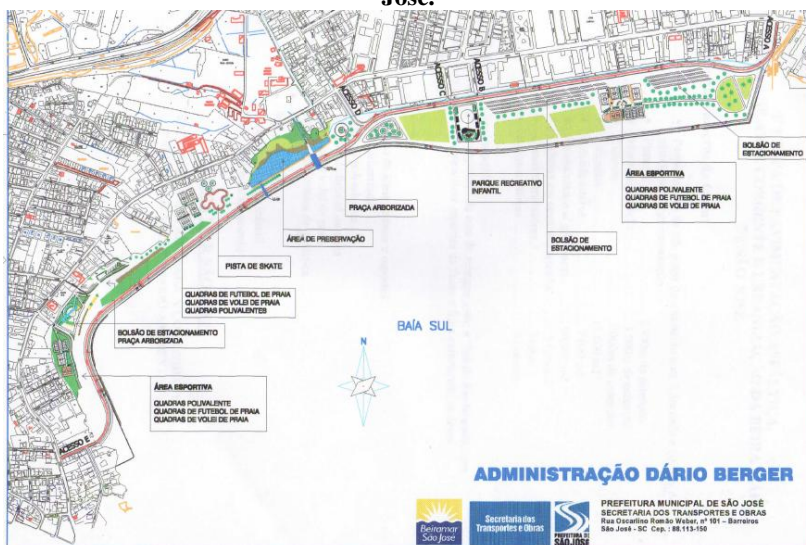 José.
ACESSO A
ACESSO B
ACESSO C
ACESSO D
BOLSÃO DE
ESTACIONAMENTO
ÁREA ESPORTIVA
QUADRAS POLIVALENTE
QUADRAS DE FUTEBOL DE PRAIA
QUADRAS DE VOLEI DE PRAIA
PARQUE RECREATIVO
INFANTIL
BOLSÃO DE
ESTACIONAMENTO
PRAÇA ARBORIZADA
ÁREA DE PRESERVAÇÃO
PISTA DE SKATE
QUADRAS DE FUTEBOL DE PRAIA
QUADRAS DE VOLEI DE PRAIA
QUADRAS POLIVALENTES
BOLSÃO DE ESTACIONAMENTO
PRAÇA ARBORIZADA
BAÍA SUL
N
ÁREA ESPORTIVA
QUADRAS POLIVALENTE
QUADRAS DE FUTEBOL DE PRAIA
QUADRAS DE VOLEI DE PRAIA
ACESSO E
ADMINISTRAÇÃO DÁRIO BERGER
Beiramar
São José
Secretaria dos
Transportes e Obras
PREFEITURA DE
SÃO JOSÉ
PREFEITURA MUNICIPAL DE SÃO JOSÉ
SECRETARIA DOS TRANSPORTES E OBRAS
Rua Oscarlino Romão Weber, nº 101 – Barreiros
São José - SC Cep. : 88.113-150